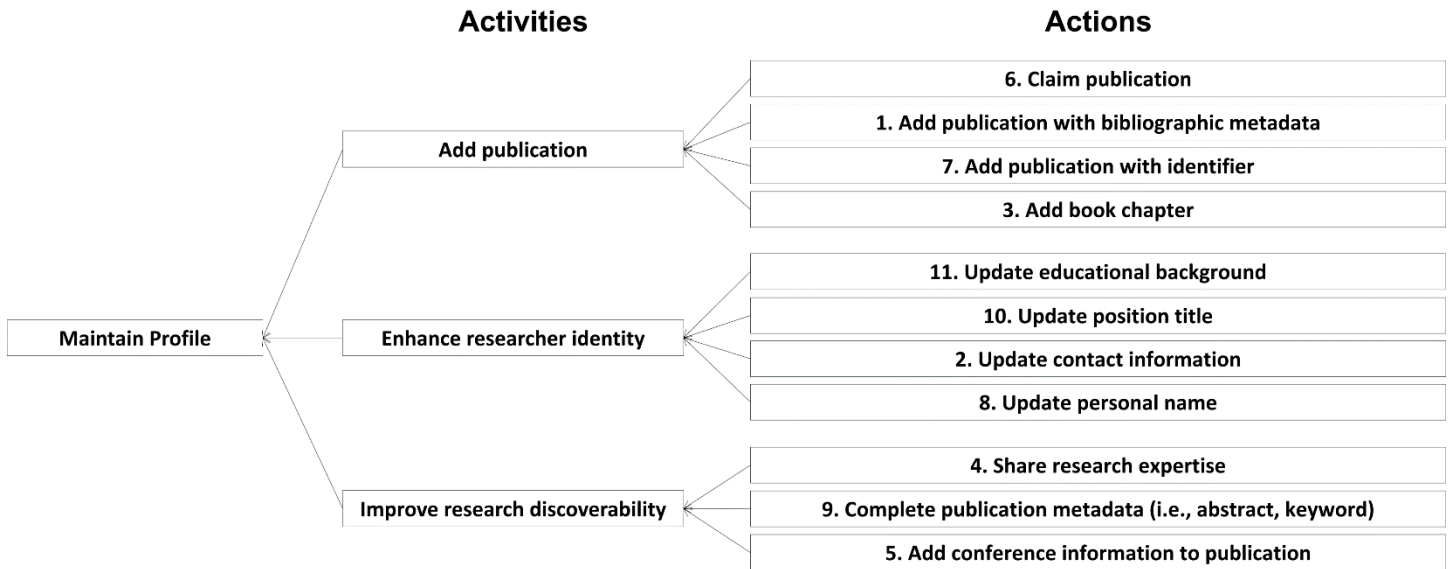 Activities
Actions
6. Claim publication
1. Add publication with bibliographic metadata
Add publication
7. Add publication with identifier
3. Add book chapter
11. Update educational background
10. Update position title
Maintain Profile
Enhance researcher identity
2. Update contact information
8. Update personal name
4. Share research expertise
Improve research discoverability
9. Complete publication metadata (i.e., abstract, keyword)
5. Add conference information to publication